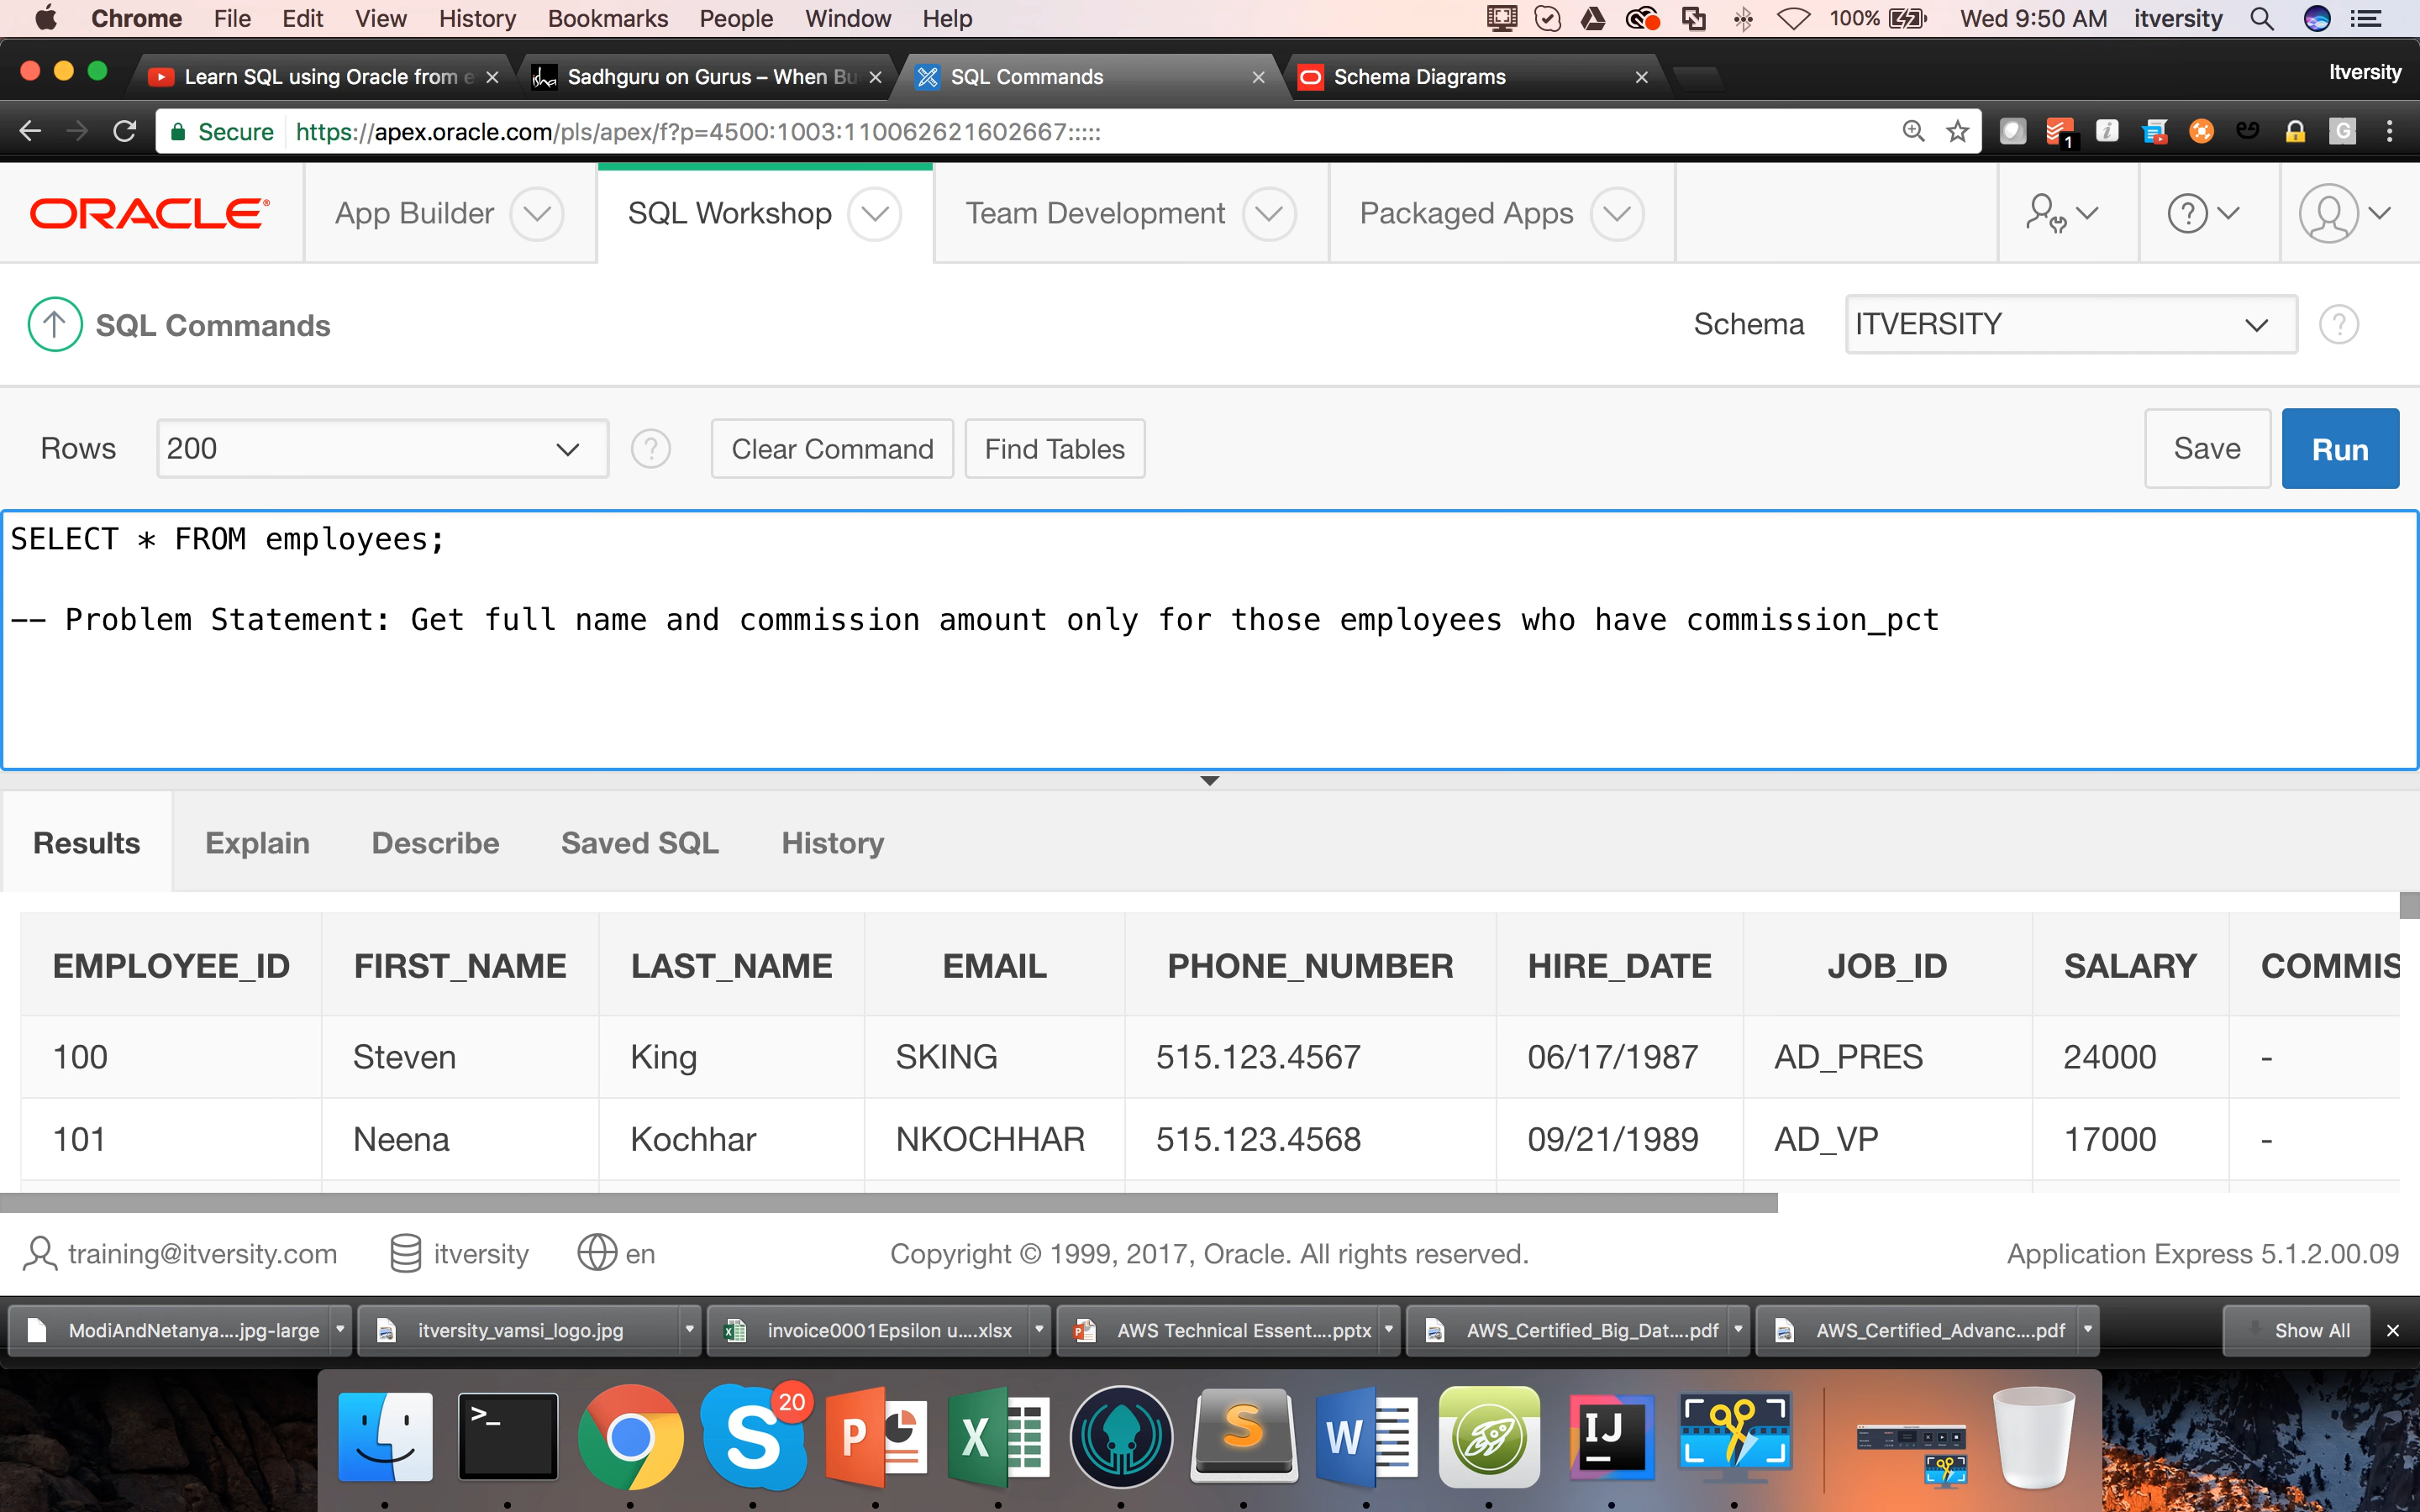 Chrome File Edit View History Bookmarks People Window Help 100% Wed 9:50 AM itversity
Learn SQL using Oracle from e Sadhguru on Gurus – When Bu SQL Commands Schema Diagrams Itversity
Secure https://apex.oracle.com/pls/apex/f?p=4500:1003:110062621602667::::: 1 i G
ORACLE App Builder SQL Workshop Team Development Packaged Apps ?
SQL Commands Schema ITVERSITY ?
Rows 200 ? Clear Command Find Tables Save Run
SELECT * FROM employees;
-- Problem Statement: Get full name and commission amount only for those employees who have commission_pct
Results Explain Describe Saved SQL History
EMPLOYEE_ID FIRST_NAME LAST_NAME EMAIL PHONE_NUMBER HIRE_DATE JOB_ID SALARY COMMIS
100 Steven King SKING 515.123.4567 06/17/1987 AD_PRES 24000 -
101 Neena Kochhar NKOCHHAR 515.123.4568 09/21/1989 AD_VP 17000 -
training@itversity.com itversity en Copyright © 1999, 2017, Oracle. All rights reserved. Application Express 5.1.2.00.09
ModiAndNetanya....jpg-large itversity_vamsi_logo.jpg invoice0001Epsilon u....xlsx AWS Technical Essent....pptx AWS_Certified_Big_Dat....pdf AWS_Certified_Advanc....pdf Show All
>_ S 20 P X S W IJ